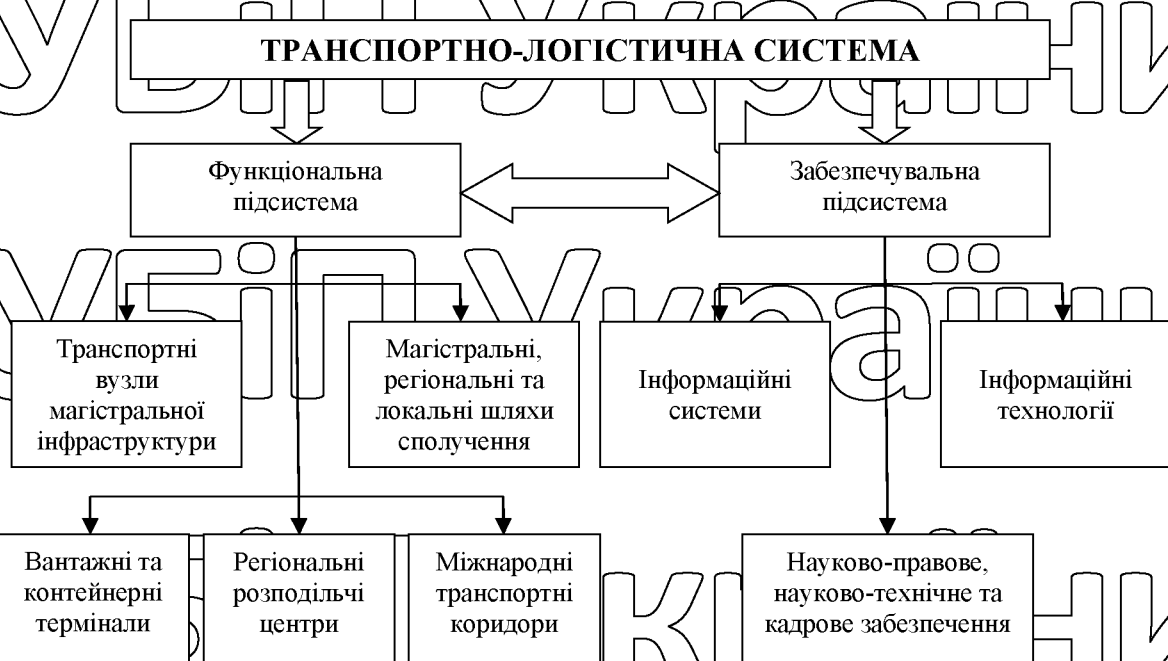 ТРАНСПОРТНО-ЛОГІСТИЧНА СИСТЕМА
Функціональна
підсистема
Забезпечувальна
підсистема
Транспортні
вузли
магістральної
інфраструктури
Магістральні,
регіональні та
локальні шляхи
сполучення
Інформаційні
системи
Інформаційні
технології
Вантажні та
контейнерні
термінали
Регіональні
розподільчі
центри
Міжнародні
транспортні
коридори
Науково-правове,
науково-технічне та
кадрове забезпечення